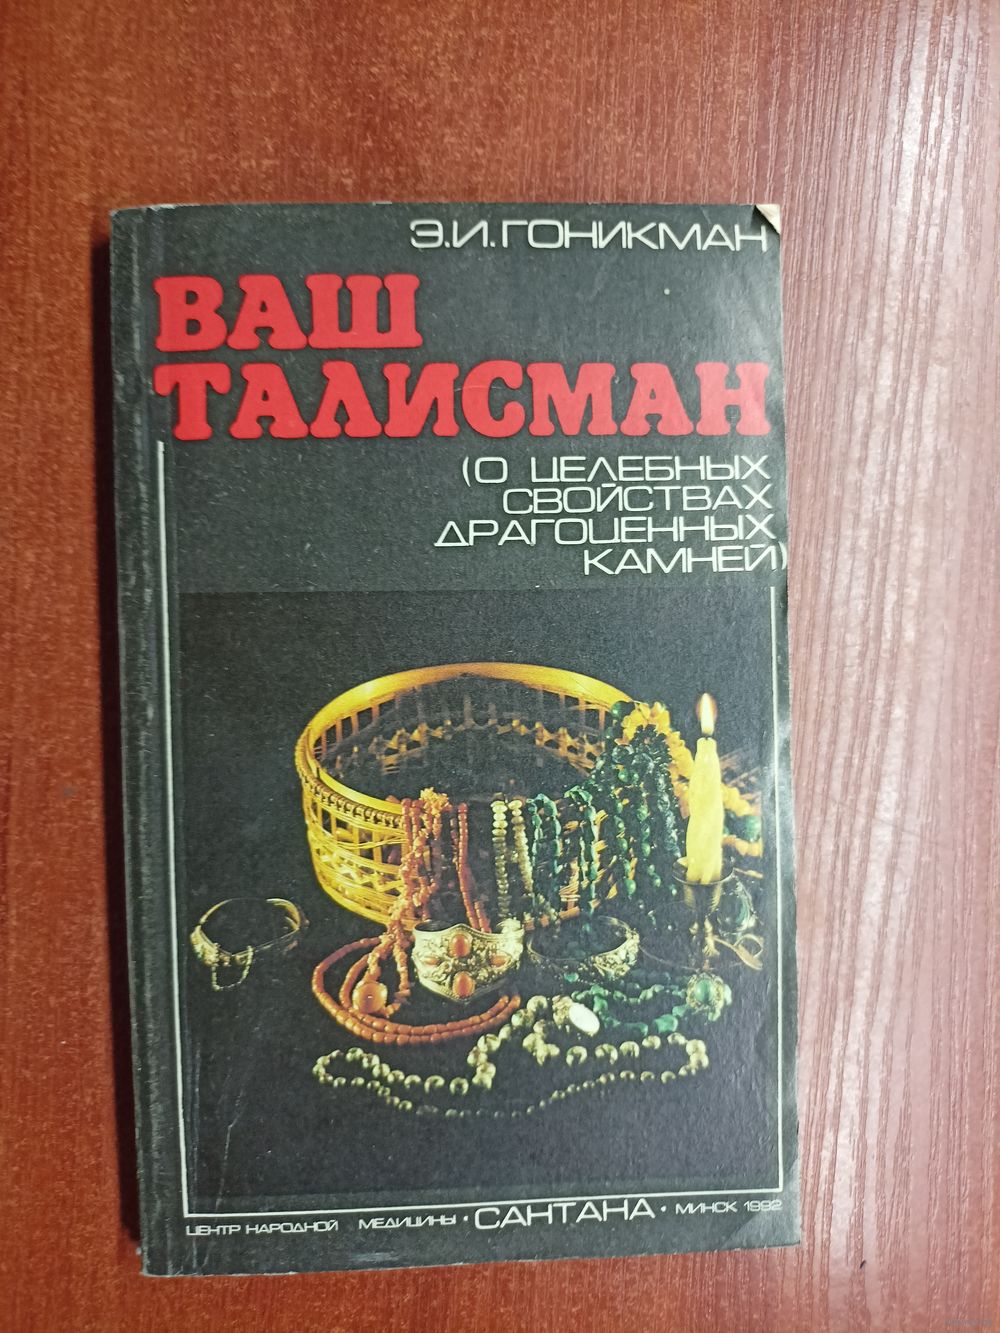 Э.И.ГОНИКМАН
ВАШ
ТАЛИСМАН
(О ЦЕЛЕБНЫХ
СВОЙСТВАХ
ДРАГОЦЕННЫХ
КАМНЕЙ)
ЦЕНТР НАРОДНОЙ МЕДИЦИНЫ · САНТАНА · МИНСК 1992